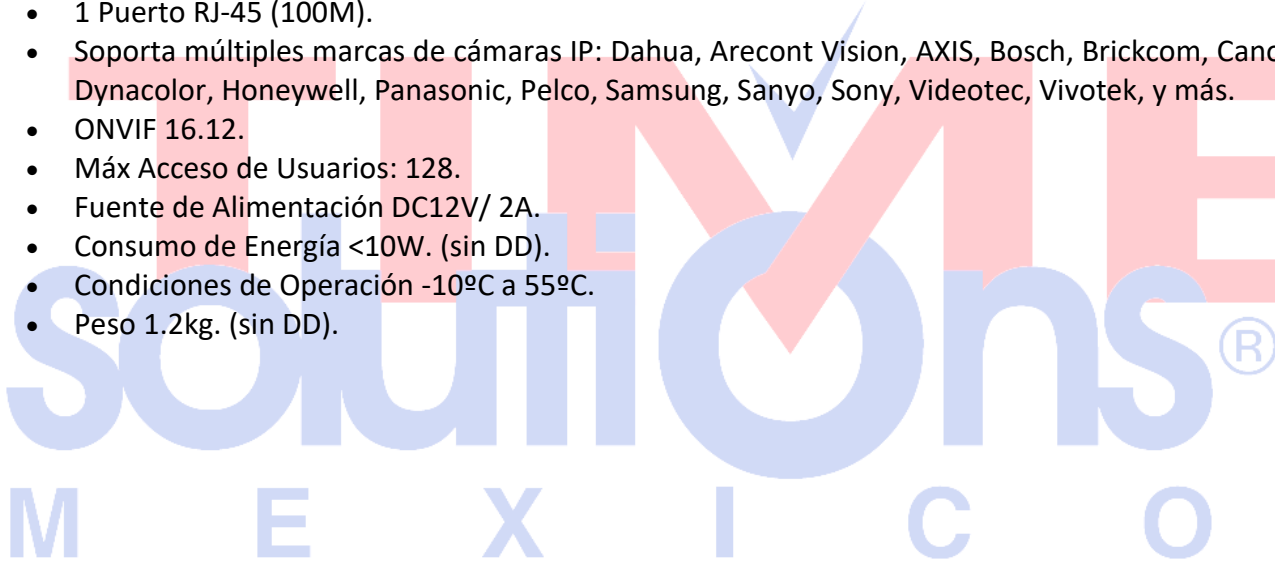 • 1 Puerto RJ-45 (100M).
• Soporta múltiples marcas de cámaras IP: Dahua, Arecont Vision, AXIS, Bosch, Brickcom,
Dynacolor, Honeywell, Panasonic, Pelco, Samsung, Sanyo, Sony, Videotec, Vivotek, y más.
• ONVIF 16.12.
• Máx Acceso de Usuarios: 128.
• Fuente de Alimentación DC12V/ 2A.
• Consumo de Energía <10W. (sin DD).
• Condiciones de Operación -10ºC a 55ºC.
• Peso 1.2kg. (sin DD).
TIME
solutiOns ®
MEXICO